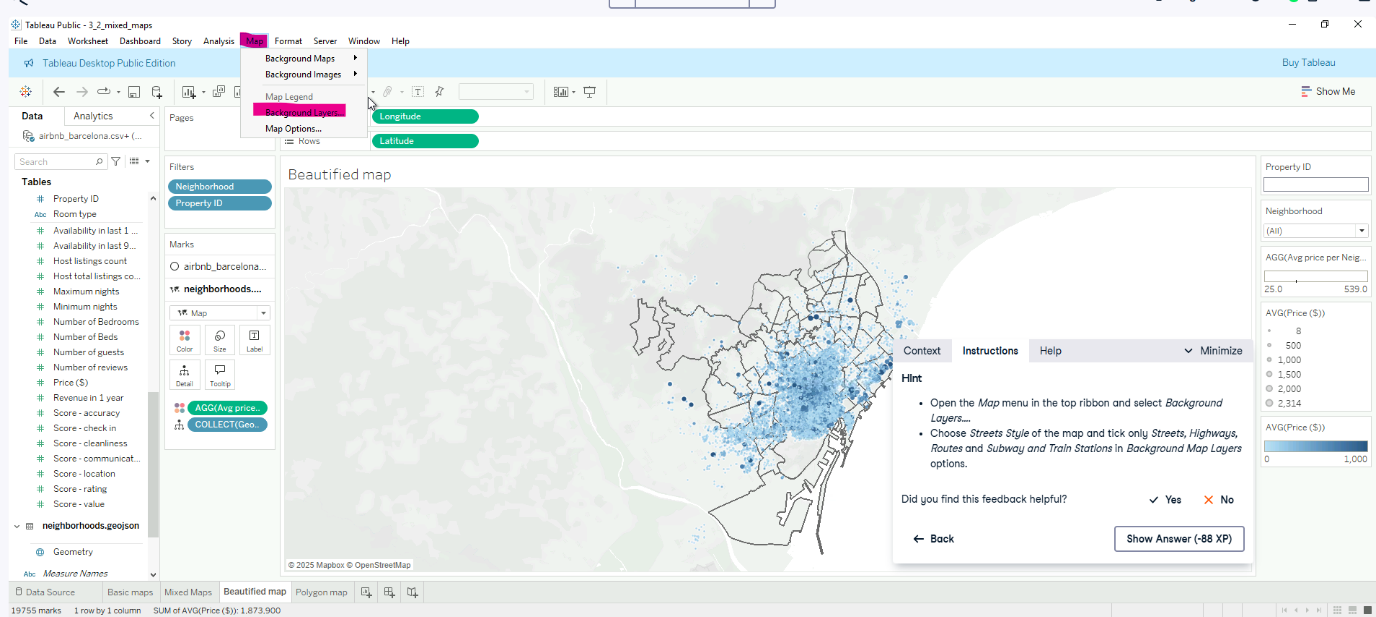 Tableau Public - 3_2_mixed_maps
File Data Worksheet Dashboard Story Analysis Map Format Server Window Help
Tableau Desktop Public Edition
Buy Tableau
Background Maps
Background Images
Map Legend
Background Layers...
Map Options...
Show Me
Data Analytics
airbnb_barcelona.csv+ (...
Search
Tables
# Property ID
Abc Room type
# Availability in last 1 ...
# Availability in last 9...
# Host listings count
# Host total listings co...
# Maximum nights
# Minimum nights
# Number of Bedrooms
# Number of Beds
# Number of guests
# Number of reviews
# Price ($)
# Revenue in 1 year
# Score - accuracy
# Score - check in
# Score - cleanliness
# Score - communicat...
# Score - location
# Score - rating
# Score - value
neighborhoods.geojson
Geometry
Abc Measure Names
Pages
Longitude
Rows
Latitude
Filters
Neighborhood
Property ID
Marks
airbnb_barcelona...
neighborhoods....
Map
Color Size Label
Detail Tooltip
AGG(Avg price..
COLLECT(Geo..
Beautified map
© 2025 Mapbox © OpenStreetMap
Context Instructions Help Minimize
Hint
• Open the Map menu in the top ribbon and select Background
Layers....
• Choose Streets Style of the map and tick only Streets, Highways,
Routes and Subway and Train Stations in Background Map Layers
options.
Did you find this feedback helpful? Yes No
Back
Show Answer (-88 XP)
Property ID
Neighborhood
(All)
AGG(Avg price per Neig...
25.0 539.0
AVG(Price ($))
8
500
1,000
1,500
2,000
2,314
AVG(Price ($))
0 1,000
Data Source Basic maps Mixed Maps Beautified map Polygon map
19755 marks 1 row by 1 column SUM of AVG(Price ($)): 1,873,900